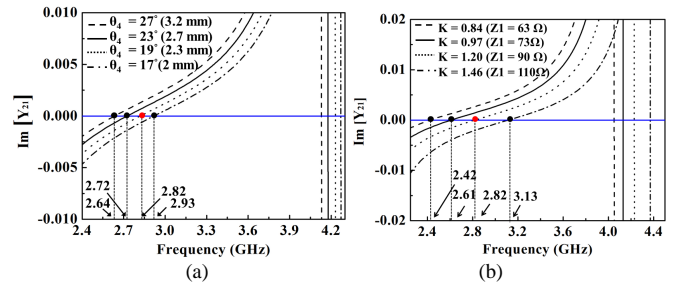 0.010
0.005
0.000
-0.005
-0.010
Im [Y21]
θ4 = 27° (3.2 mm)
θ4 = 23° (2.7 mm)
θ4 = 19° (2.3 mm)
θ4 = 17°(2 mm)
2.72
2.64
2.82
2.93
2.4 2.7 3.0 3.3 3.6 3.9 4.2
Frequency (GHz)
(a)
0.02
0.01
0.00
-0.01
-0.02
Im [Y21]
K = 0.84 (Z1 = 63 Ω)
K = 0.97 (Z1 = 73Ω)
K = 1.20 (Z1 = 90 Ω)
K = 1.46 (Z1 = 110Ω)
2.42
2.61
2.82
3.13
2.4 2.8 3.2 3.6 4.0 4.4
Frequency (GHz)
(b)